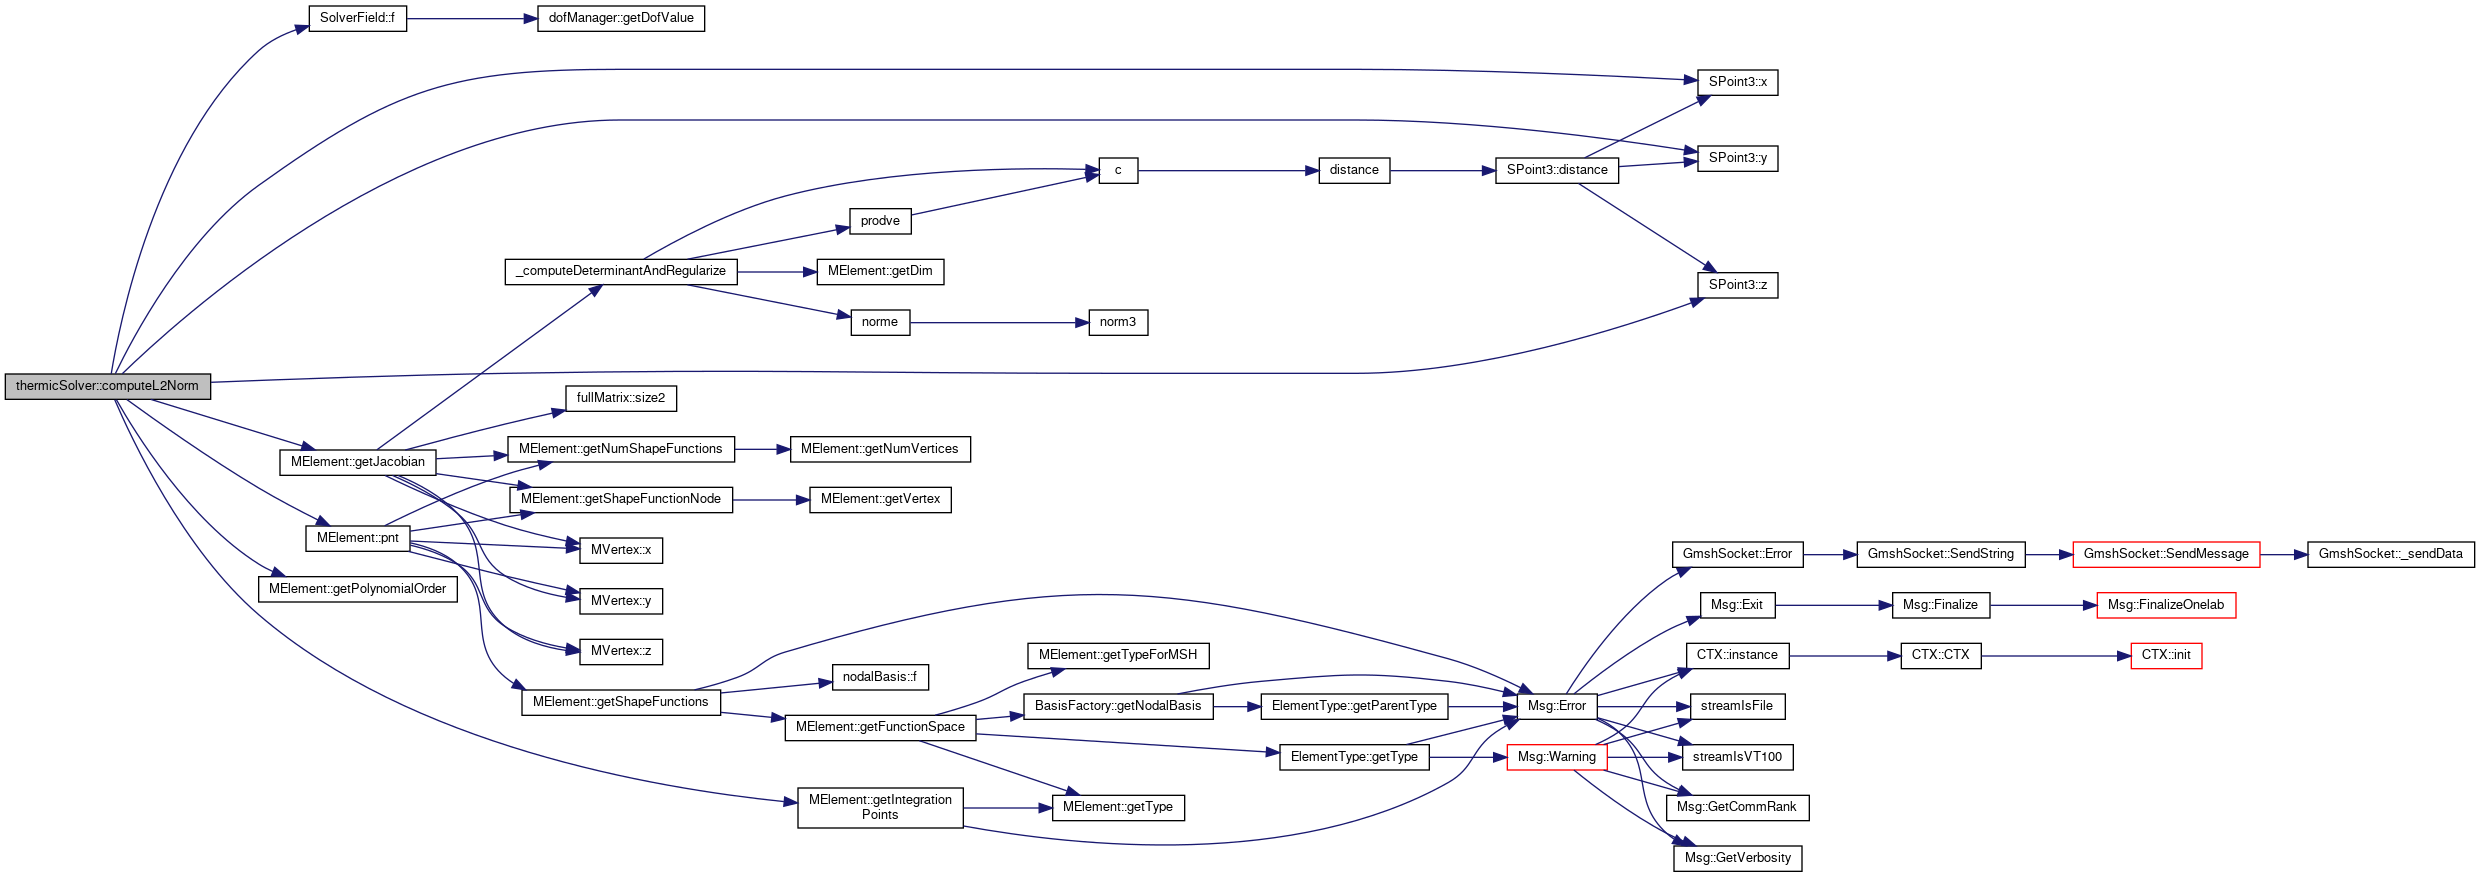 SolverField::f
dofManager::getDofValue
SPoint3::x
SPoint3::y
c
distance
SPoint3::distance
prodve
_computeDeterminantAndRegularize
MElement::getDim
SPoint3::z
norme
norm3
thermicSolver::computeL2Norm
fullMatrix::size2
MElement::getJacobian
MElement::getNumShapeFunctions
MElement::getNumVertices
MElement::getShapeFunctionNode
MElement::getVertex
MElement::pnt
MVertex::x
MElement::getPolynomialOrder
MVertex::y
MVertex::z
GmshSocket::Error
GmshSocket::SendString
GmshSocket::SendMessage
GmshSocket::_sendData
Msg::Exit
Msg::Finalize
Msg::FinalizeOnelab
MElement::getTypeForMSH
CTX::instance
CTX::CTX
CTX::init
nodalBasis::f
MElement::getShapeFunctions
BasisFactory::getNodalBasis
ElementType::getParentType
Msg::Error
streamIsFile
MElement::getFunctionSpace
ElementType::getType
Msg::Warning
streamIsVT100
MElement::getIntegration
Points
MElement::getType
Msg::GetCommRank
Msg::GetVerbosity